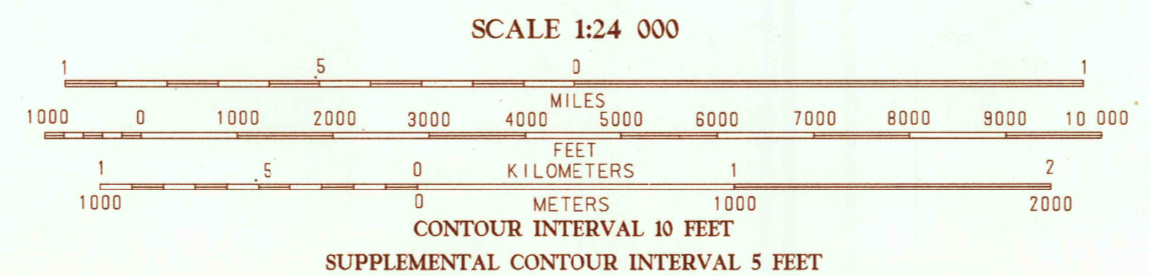 SCALE 1:24 000
1 .5 0 1
MILES
1000 0 1000 2000 3000 4000 5000 6000 7000 8000 9000 10 000
FEET
1 .5 0 KILOMETERS 1 2
1000 0 METERS 1000 2000
CONTOUR INTERVAL 10 FEET
SUPPLEMENTAL CONTOUR INTERVAL 5 FEET